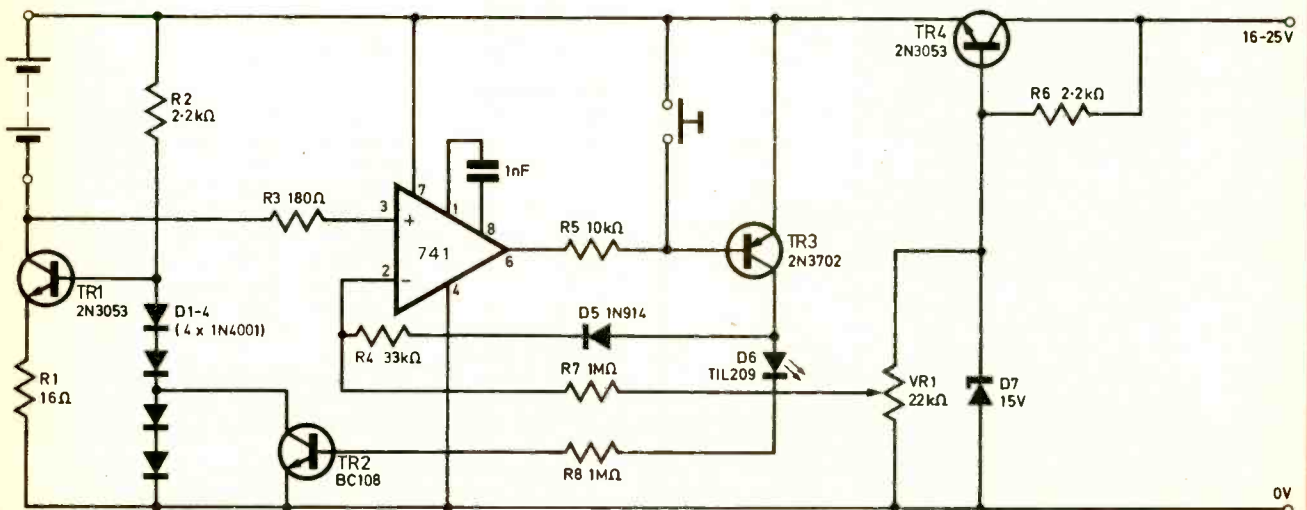 TR4
2N3053
16-25V
R2
2·2kΩ
R6 2·2kΩ
1nF
R3 180Ω
7
1
3
+
8
741
6
2
−
4
R5 10kΩ
TR3
2N3702
TR1
2N3053
D1-4
(4 x 1N4001)
D5 1N914
R4 33kΩ
D6
TIL209
R7 1MΩ
VR1
22kΩ
D7
15V
R1
16Ω
TR2
BC108
R8 1MΩ
0V